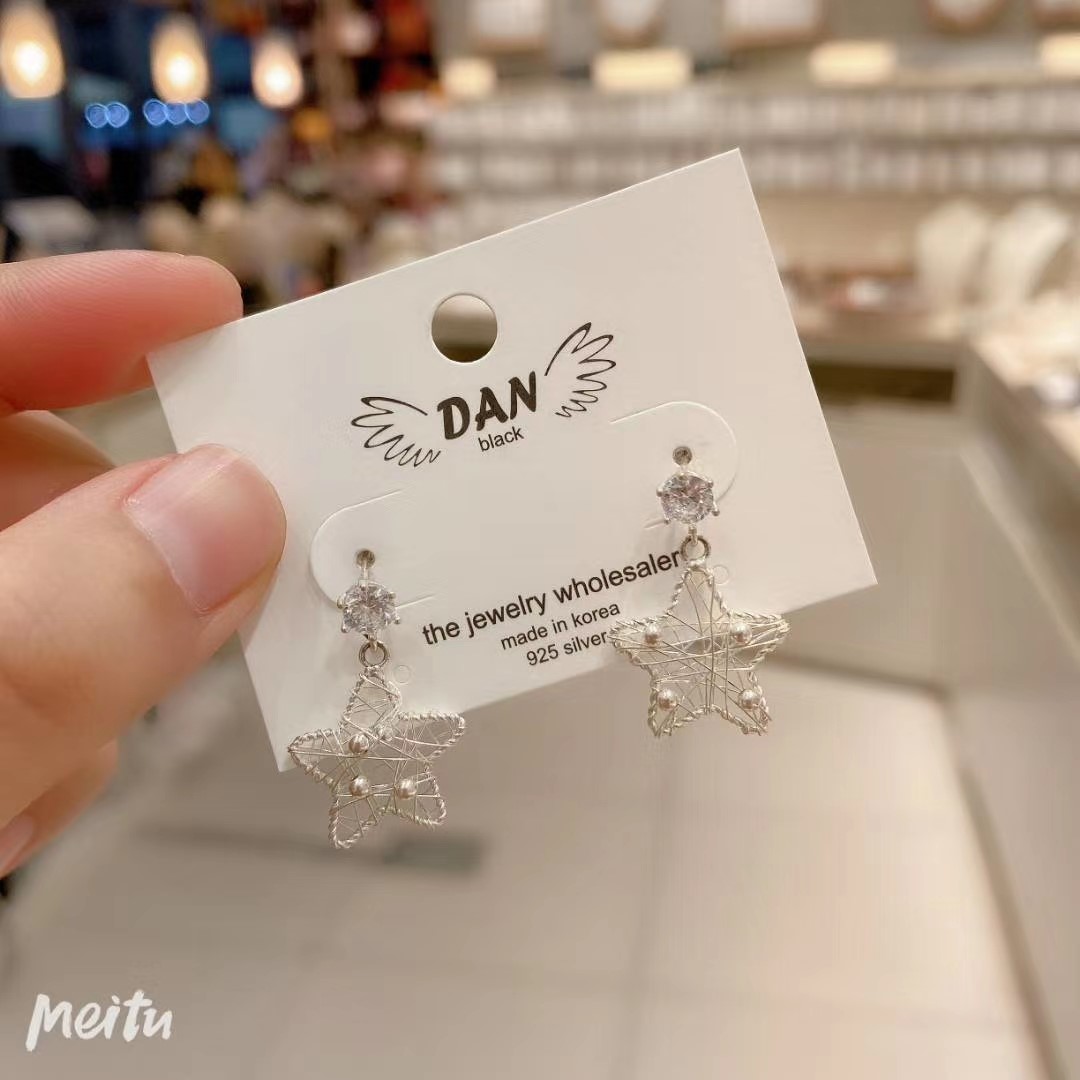 DAN
black
the jewelry wholesaler
made in korea
925 silver
Meitu